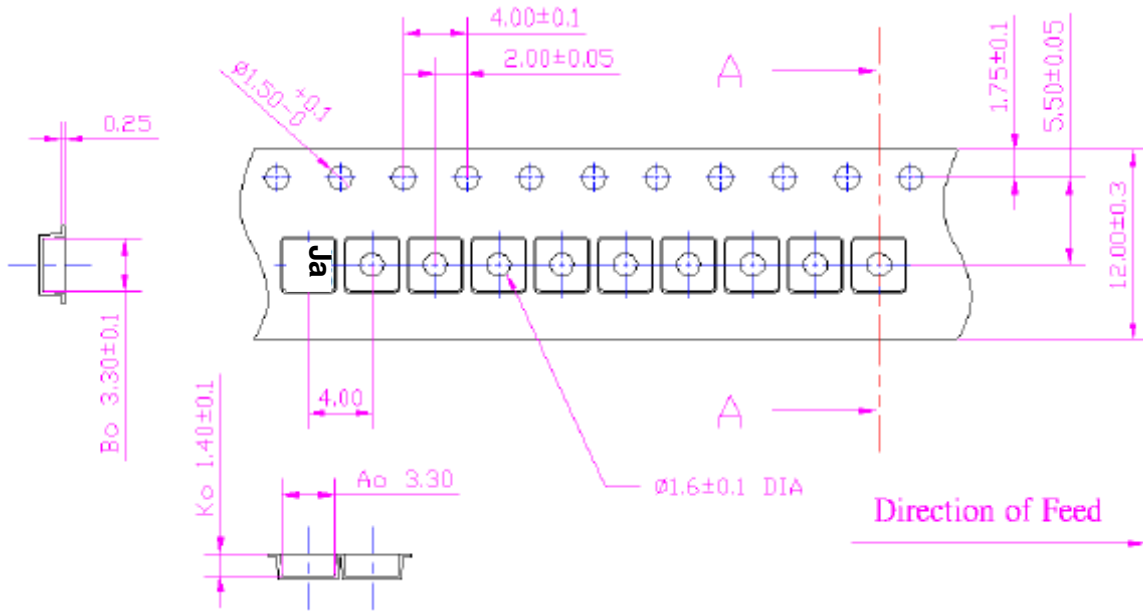 4.00±0.1
2.00±0.05
ø1.50 +0.1 -0
0.25
A
1.75±0.1
5.50±0.05
12.00±0.3
Ja
Bo 3.30±0.1
4.00
A
Ko 1.40±0.1
Ao 3.30
ø1.6±0.1 DIA
Direction of Feed